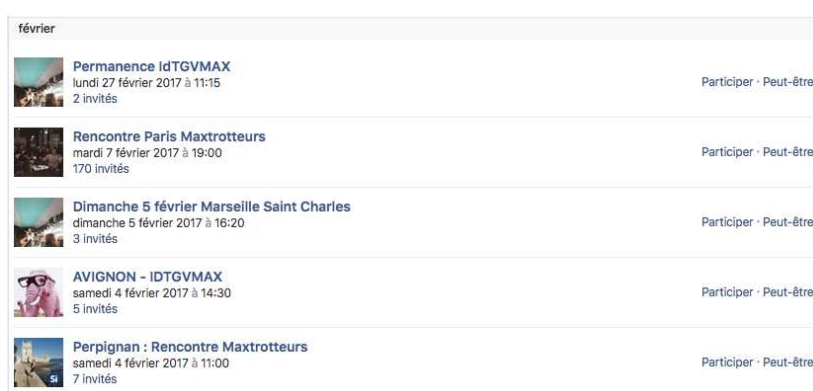 février
Permanence IdTGVMAX
lundi 27 février 2017 à 11:15
2 invités
Participer · Peut-être
Rencontre Paris Maxtrotteurs
mardi 7 février 2017 à 19:00
170 invités
Participer · Peut-être
Dimanche 5 février Marseille Saint Charles
dimanche 5 février 2017 à 16:20
3 invités
Participer · Peut-être
AVIGNON - IDTGVMAX
samedi 4 février 2017 à 14:30
5 invités
Participer · Peut-être
Perpignan : Rencontre Maxtrotteurs
samedi 4 février 2017 à 11:00
7 invités
Participer · Peut-être
Si